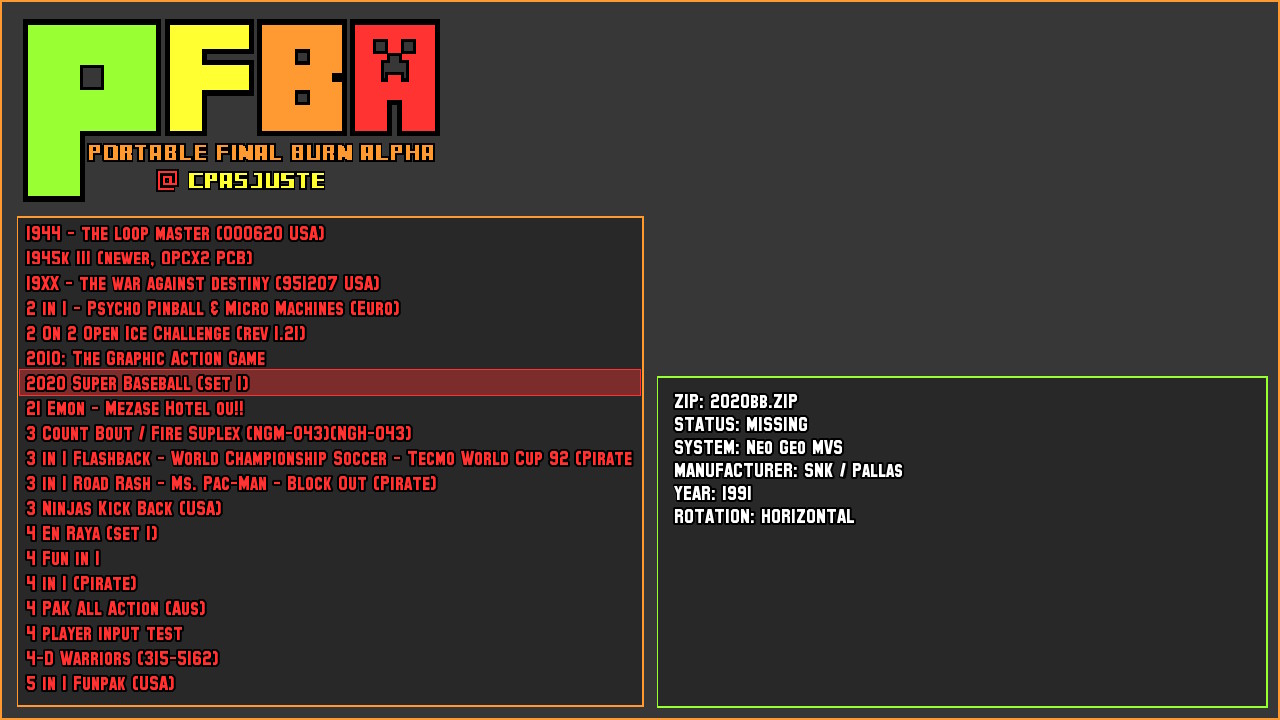 PFBA
PORTABLE FINAL BURN ALPHA
@ CPASJUSTE
1944 - THE LOOP MASTER (000620 USA)
1945K III (NEWER, OPCX2 PCB)
19XX - THE WAR AGAINST DESTINY (951207 USA)
2 IN 1 - PSYCHO PINBALL & MICRO MACHINES (EURO)
2 ON 2 OPEN ICE CHALLENGE (REV 1.21)
2010: THE GRAPHIC ACTION GAME
2020 SUPER BASEBALL (SET 1)
21 EMON - MEZASE HOTEL OU!!
3 COUNT BOUT / FIRE SUPLEX (NGM-043)(NGH-043)
3 IN 1 FLASHBACK - WORLD CHAMPIONSHIP SOCCER - TECMO WORLD CUP 92 (PIRATE
3 IN 1 ROAD RASH - MS. PAC-MAN - BLOCK OUT (PIRATE)
3 NINJAS KICK BACK (USA)
4 EN RAYA (SET 1)
4 FUN IN 1
4 IN 1 (PIRATE)
4 PAK ALL ACTION (AUS)
4 PLAYER INPUT TEST
4-D WARRIORS (315-5162)
5 IN 1 FUNPAK (USA)
ZIP: 2020BB.ZIP
STATUS: MISSING
SYSTEM: NEO GEO MVS
MANUFACTURER: SNK / PALLAS
YEAR: 1991
ROTATION: HORIZONTAL